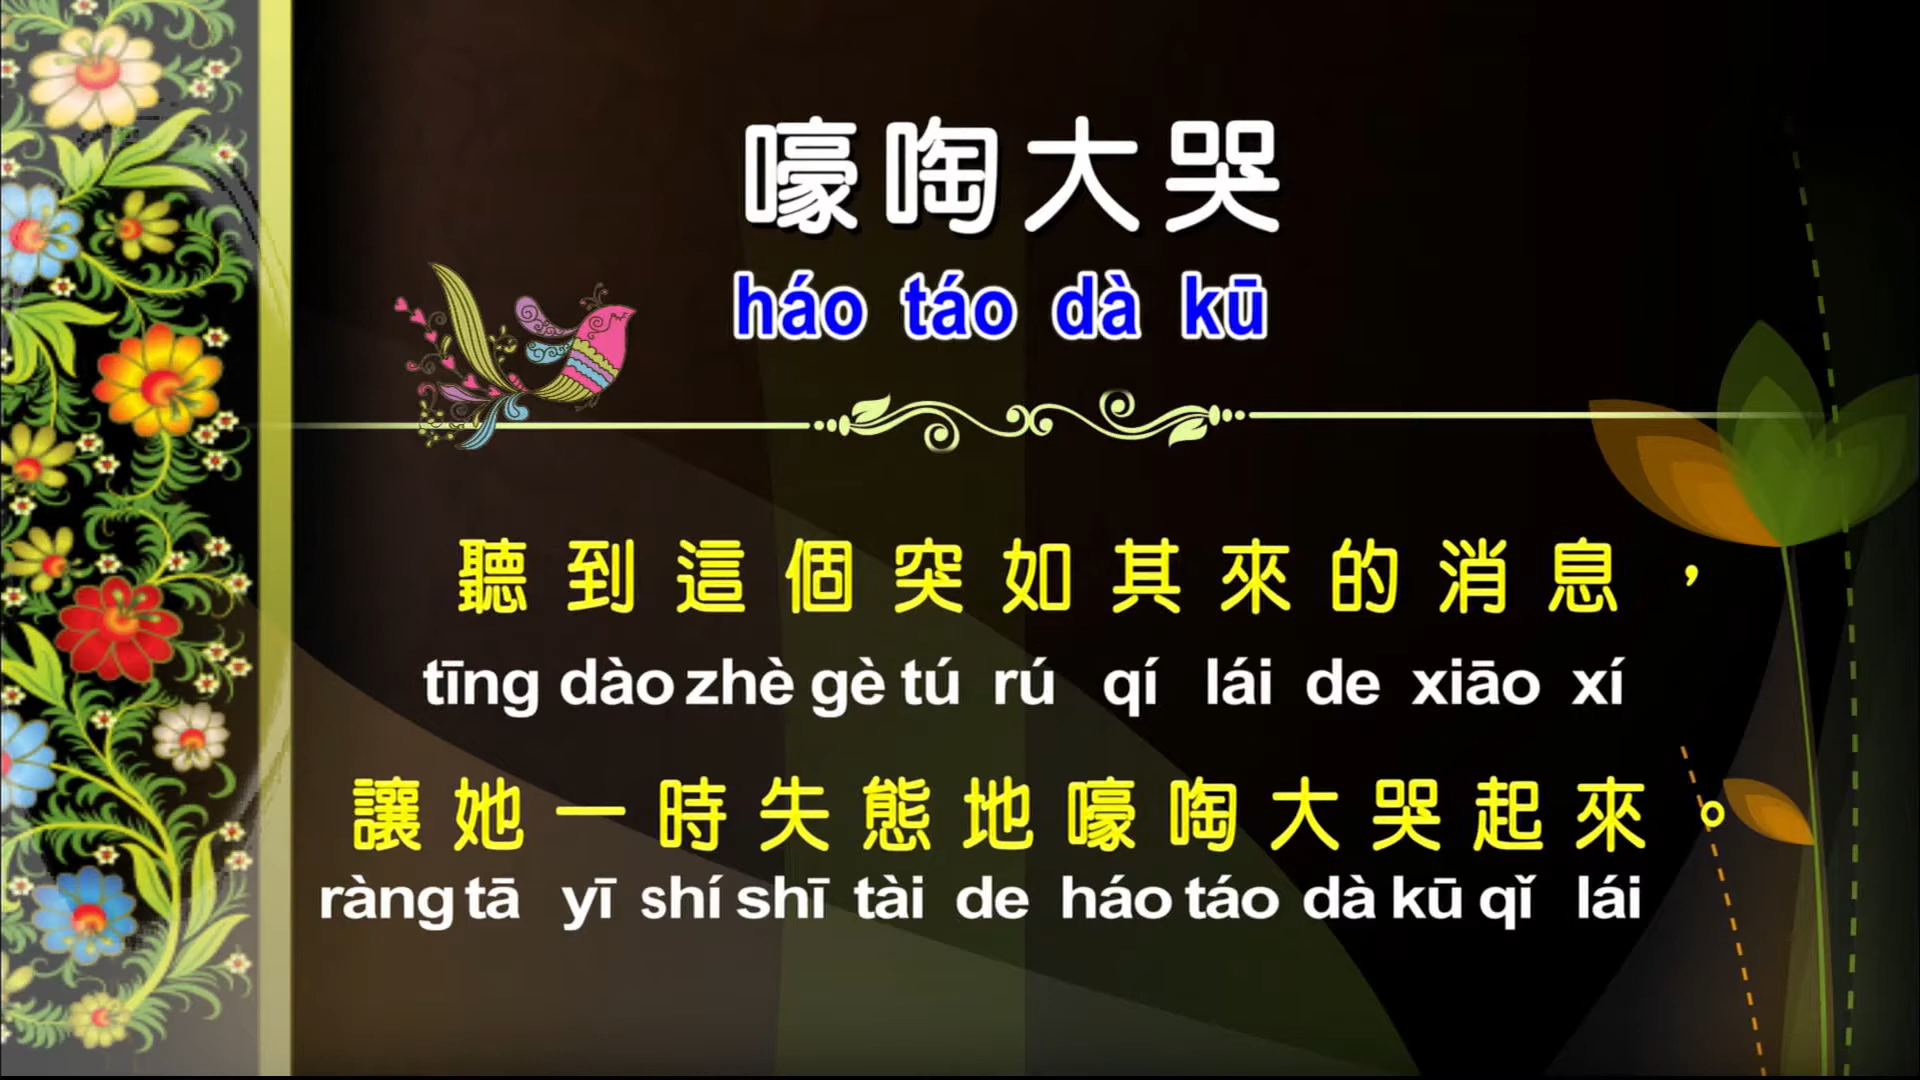 嚎啕大哭
háo táo dà kū
聽到這個突如其來的消息，
tīng dào zhè gè tú rú qí lái de xiāo xí
讓她一時失態地嚎啕大哭起來。
ràng tā yī shí shī tài de háo táo dà kū qǐ lái